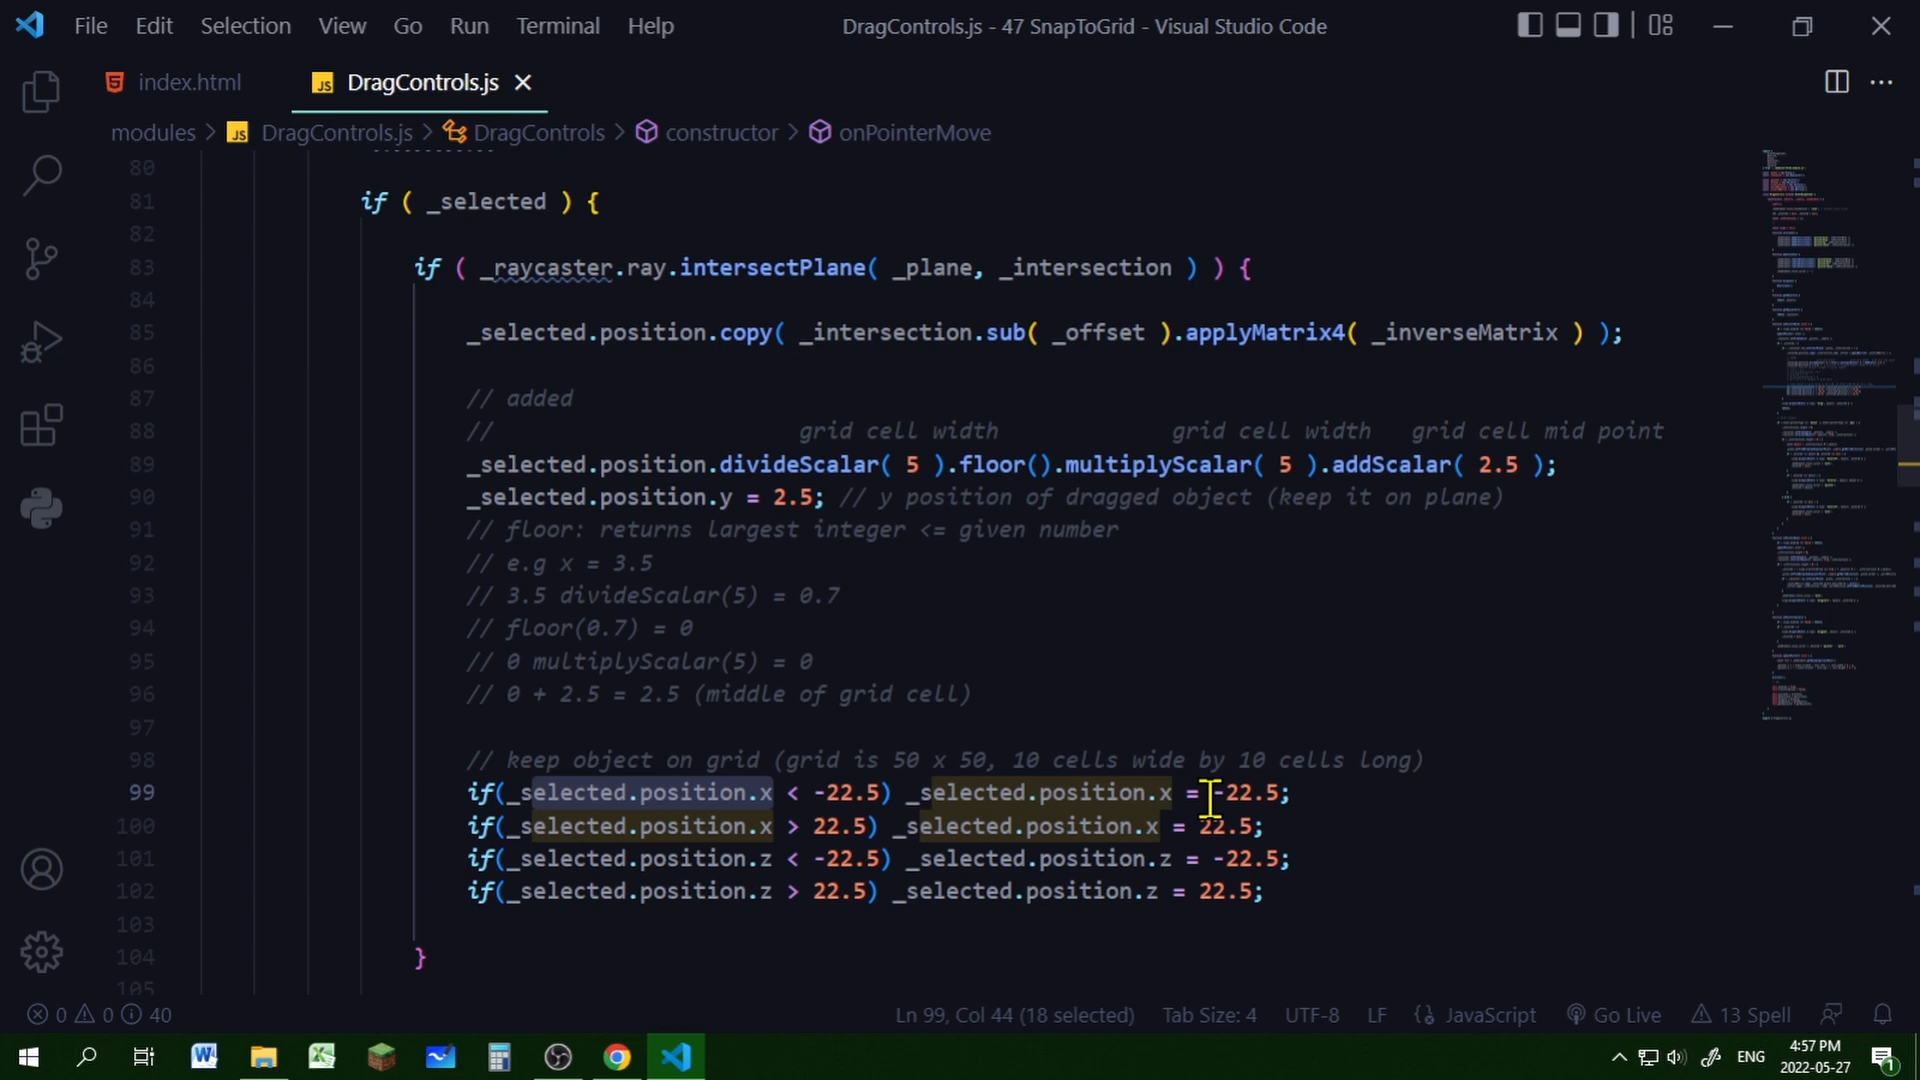 File Edit Selection View Go Run Terminal Help DragControls.js - 47 SnapToGrid - Visual Studio Code
index.html JS DragControls.js
modules > JS DragControls.js > DragControls > constructor > onPointerMove
80
81 if ( _selected ) {
82
83 if ( _raycaster.ray.intersectPlane( _plane, _intersection ) ) {
84
85 _selected.position.copy( _intersection.sub( _offset ).applyMatrix4( _inverseMatrix ) );
86
87 // added
88 // grid cell width grid cell width grid cell mid point
89 _selected.position.divideScalar( 5 ).floor().multiplyScalar( 5 ).addScalar( 2.5 );
90 _selected.position.y = 2.5; // y position of dragged object (keep it on plane)
91 // floor: returns largest integer <= given number
92 // e.g x = 3.5
93 // 3.5 divideScalar(5) = 0.7
94 // floor(0.7) = 0
95 // 0 multiplyScalar(5) = 0
96 // 0 + 2.5 = 2.5 (middle of grid cell)
97
98 // keep object on grid (grid is 50 x 50, 10 cells wide by 10 cells long)
99 if(_selected.position.x < -22.5) _selected.position.x = -22.5;
100 if(_selected.position.x > 22.5) _selected.position.x = 22.5;
101 if(_selected.position.z < -22.5) _selected.position.z = -22.5;
102 if(_selected.position.z > 22.5) _selected.position.z = 22.5;
103
104 }
105
0 0 40 Ln 99, Col 44 (18 selected) Tab Size: 4 UTF-8 LF JavaScript Go Live 13 Spell
ENG 4:57 PM
2022-05-27 1